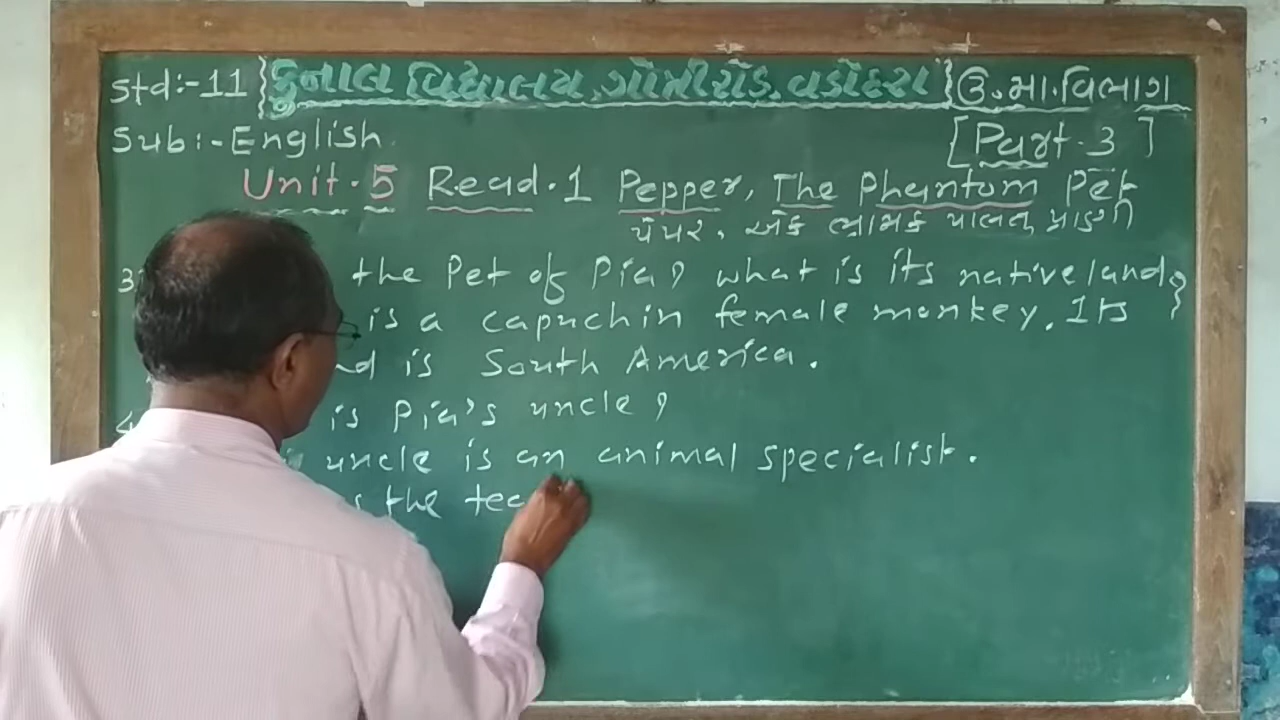 Std:-11 {કુનાલ વિદ્યાલય, ગોત્રીરોડ, વડોદરા} ઉ.મા.વિભાગ
Sub:-English [Part-3]
Unit-5 Read.1 Pepper, The Phantom Pet
પેપર, એક ભ્રામક પાલતુ પ્રાણી
3 the Pet of Pia? what is its native land?
is a capuchin female monkey. Its
is South America.
is Pia's uncle?
uncle is an animal specialist.
the